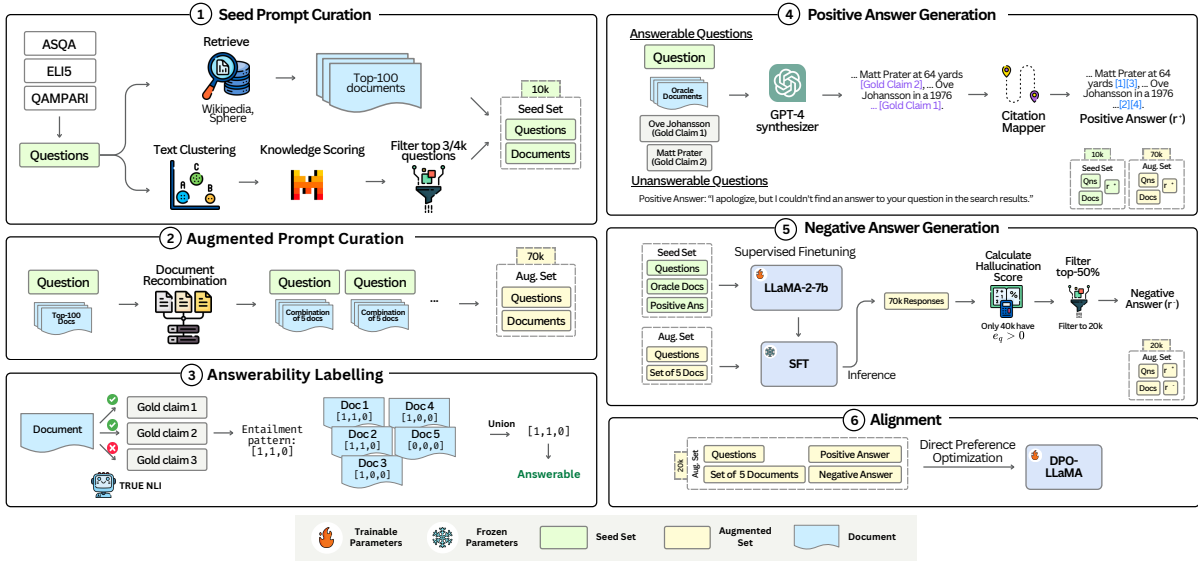 1 Seed Prompt Curation
ASQA
ELI5
QAMPARI
Questions
Retrieve
Wikipedia,
Sphere
Top-100
documents
Text Clustering
A
C
B
Knowledge Scoring
Filter top 3/4k
questions
10k
Seed Set
Questions
Documents
2 Augmented Prompt Curation
Question
Top-100
Docs
Document
Recombination
Question
Combination
of 5 docs
Question
Combination
of 5 docs
...
70k
Aug. Set
Questions
Documents
3 Answerability Labelling
Document
Gold claim 1
Gold claim 2
Gold claim 3
TRUE NLI
Entailment
pattern:
[1,1,0]
Doc 1
[1,1,0]
Doc 4
[1,0,0]
Doc 2
[1,1,0]
Doc 5
[0,0,0]
Doc 3
[1,0,0]
Union
[1,1,0]
Answerable
4 Positive Answer Generation
Answerable Questions
Question
Oracle
Documents
Ove Johansson
(Gold Claim 1)
Matt Prater
(Gold Claim 2)
GPT-4
synthesizer
... Matt Prater at 64 yards
[Gold Claim 2], ... Ove
Johansson in a 1976
... [Gold Claim 1].
Citation
Mapper
... Matt Prater at 64
yards [1][3], ... Ove
Johansson in a 1976
...[2][4].
Positive Answer (r⁺)
Unanswerable Questions
Positive Answer: "I apologize, but I couldn't find an answer to your question in the search results."
10k
Seed Set
Qns
r⁺
Docs
70k
Aug. Set
Qns
r⁺
Docs
5 Negative Answer Generation
Seed Set
Questions
Oracle Docs
Positive Ans
Supervised Finetuning
LLaMA-2-7b
Aug. Set
Questions
Set of 5 Docs
SFT
Inference
70k Responses
Calculate
Hallucination
Score
Only 40k have
e_q > 0
Filter
top-50%
Filter to 20k
Negative
Answer (r⁻)
20k
Aug. Set
Qns
r⁺
Docs
r⁻
6 Alignment
20k
Aug. Set
Questions
Positive Answer
Set of 5 Documents
Negative Answer
Direct Preference
Optimization
DPO-
LLaMA
Trainable
Parameters
Frozen
Parameters
Seed Set
Augmented
Set
Document